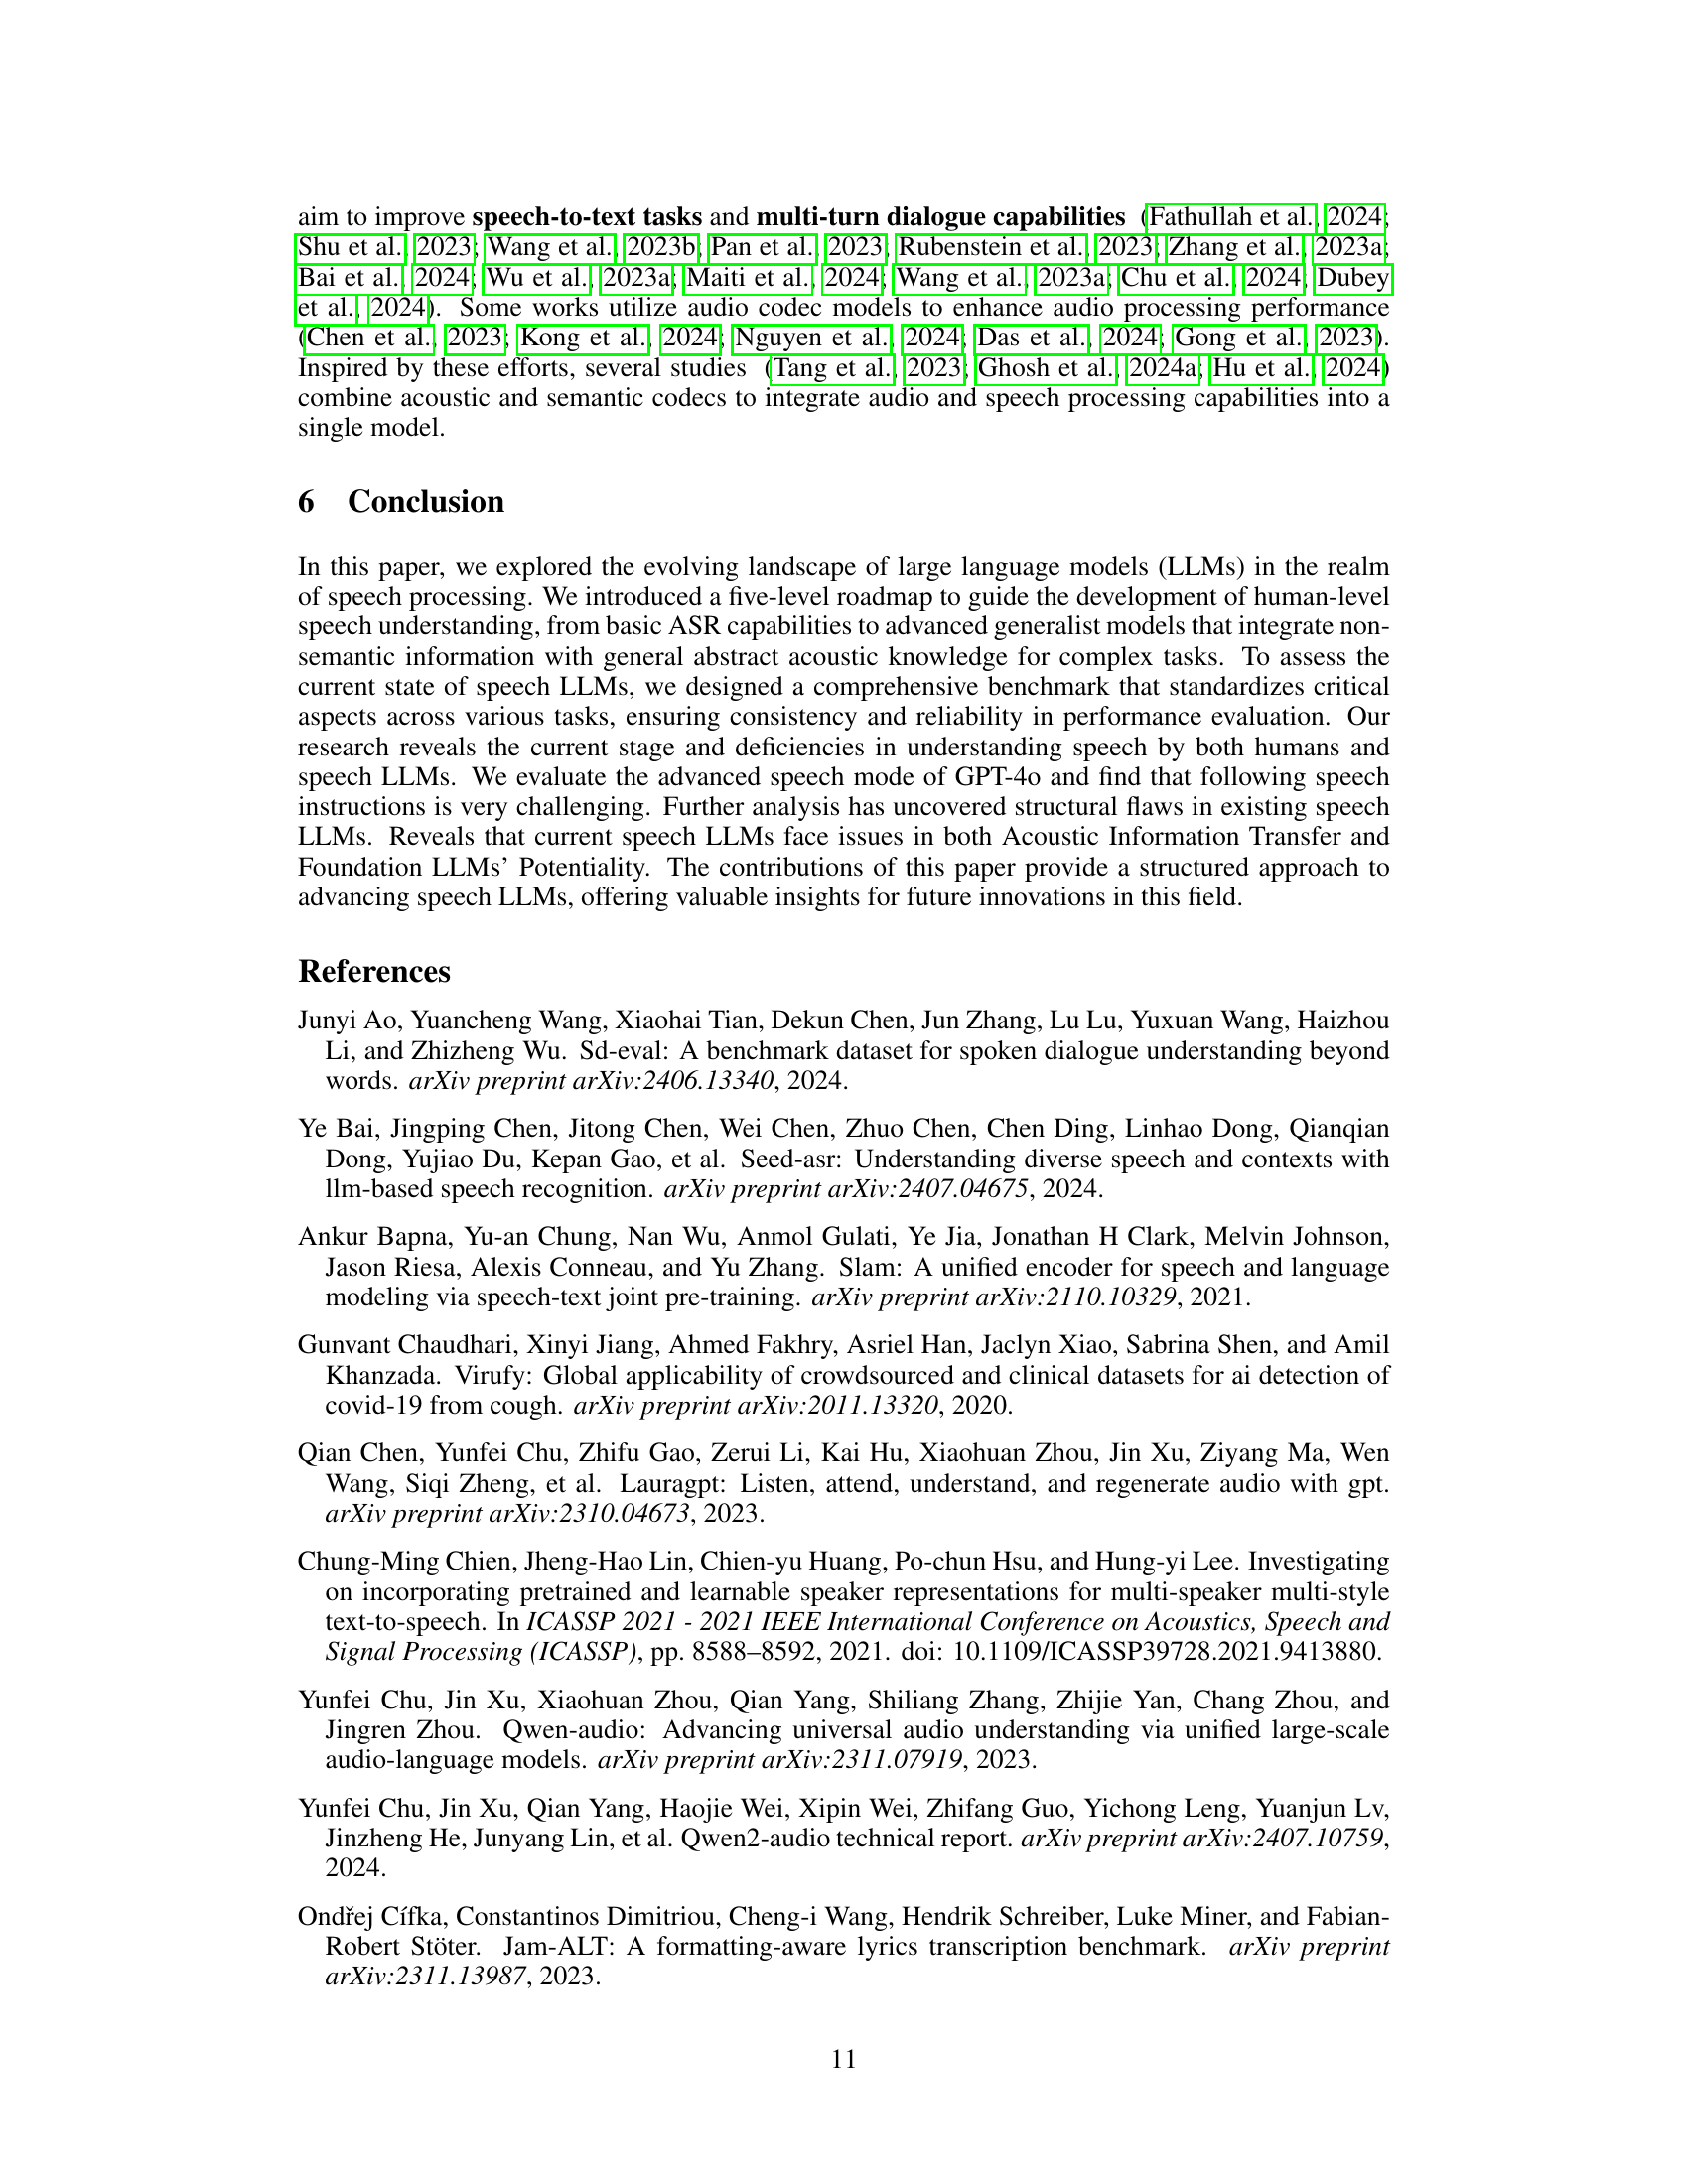 aim to improve speech-to-text tasks and multi-turn dialogue capabilities (Fathullah et al., 2024;
Shu et al., 2023; Wang et al., 2023b; Pan et al., 2023; Rubenstein et al., 2023; Zhang et al., 2023a;
Bai et al., 2024; Wu et al., 2023a; Maiti et al., 2024; Wang et al., 2023a; Chu et al., 2024; Dubey
et al., 2024). Some works utilize audio codec models to enhance audio processing performance
(Chen et al., 2023; Kong et al., 2024; Nguyen et al., 2024; Das et al., 2024; Gong et al., 2023).
Inspired by these efforts, several studies (Tang et al., 2023; Ghosh et al., 2024a; Hu et al., 2024)
combine acoustic and semantic codecs to integrate audio and speech processing capabilities into a
single model.
6 Conclusion
In this paper, we explored the evolving landscape of large language models (LLMs) in the realm
of speech processing. We introduced a five-level roadmap to guide the development of human-level
speech understanding, from basic ASR capabilities to advanced generalist models that integrate non-
semantic information with general abstract acoustic knowledge for complex tasks. To assess the
current state of speech LLMs, we designed a comprehensive benchmark that standardizes critical
aspects across various tasks, ensuring consistency and reliability in performance evaluation. Our
research reveals the current stage and deficiencies in understanding speech by both humans and
speech LLMs. We evaluate the advanced speech mode of GPT-4o and find that following speech
instructions is very challenging. Further analysis has uncovered structural flaws in existing speech
LLMs. Reveals that current speech LLMs face issues in both Acoustic Information Transfer and
Foundation LLMs' Potentiality. The contributions of this paper provide a structured approach to
advancing speech LLMs, offering valuable insights for future innovations in this field.
References
Junyi Ao, Yuancheng Wang, Xiaohai Tian, Dekun Chen, Jun Zhang, Lu Lu, Yuxuan Wang, Haizhou
Li, and Zhizheng Wu. Sd-eval: A benchmark dataset for spoken dialogue understanding beyond
words. arXiv preprint arXiv:2406.13340, 2024.
Ye Bai, Jingping Chen, Jitong Chen, Wei Chen, Zhuo Chen, Chen Ding, Linhao Dong, Qianqian
Dong, Yujiao Du, Kepan Gao, et al. Seed-asr: Understanding diverse speech and contexts with
llm-based speech recognition. arXiv preprint arXiv:2407.04675, 2024.
Ankur Bapna, Yu-an Chung, Nan Wu, Anmol Gulati, Ye Jia, Jonathan H Clark, Melvin Johnson,
Jason Riesa, Alexis Conneau, and Yu Zhang. Slam: A unified encoder for speech and language
modeling via speech-text joint pre-training. arXiv preprint arXiv:2110.10329, 2021.
Gunvant Chaudhari, Xinyi Jiang, Ahmed Fakhry, Asriel Han, Jaclyn Xiao, Sabrina Shen, and Amil
Khanzada. Virufy: Global applicability of crowdsourced and clinical datasets for ai detection of
covid-19 from cough. arXiv preprint arXiv:2011.13320, 2020.
Qian Chen, Yunfei Chu, Zhifu Gao, Zerui Li, Kai Hu, Xiaohuan Zhou, Jin Xu, Ziyang Ma, Wen
Wang, Siqi Zheng, et al. Lauragpt: Listen, attend, understand, and regenerate audio with gpt.
arXiv preprint arXiv:2310.04673, 2023.
Chung-Ming Chien, Jheng-Hao Lin, Chien-yu Huang, Po-chun Hsu, and Hung-yi Lee. Investigating
on incorporating pretrained and learnable speaker representations for multi-speaker multi-style
text-to-speech. In ICASSP 2021 - 2021 IEEE International Conference on Acoustics, Speech and
Signal Processing (ICASSP), pp. 8588–8592, 2021. doi: 10.1109/ICASSP39728.2021.9413880.
Yunfei Chu, Jin Xu, Xiaohuan Zhou, Qian Yang, Shiliang Zhang, Zhijie Yan, Chang Zhou, and
Jingren Zhou. Qwen-audio: Advancing universal audio understanding via unified large-scale
audio-language models. arXiv preprint arXiv:2311.07919, 2023.
Yunfei Chu, Jin Xu, Qian Yang, Haojie Wei, Xipin Wei, Zhifang Guo, Yichong Leng, Yuanjun Lv,
Jinzheng He, Junyang Lin, et al. Qwen2-audio technical report. arXiv preprint arXiv:2407.10759,
2024.
Ondřej Cífka, Constantinos Dimitriou, Cheng-i Wang, Hendrik Schreiber, Luke Miner, and Fabian-
Robert Stöter. Jam-ALT: A formatting-aware lyrics transcription benchmark. arXiv preprint
arXiv:2311.13987, 2023.
11